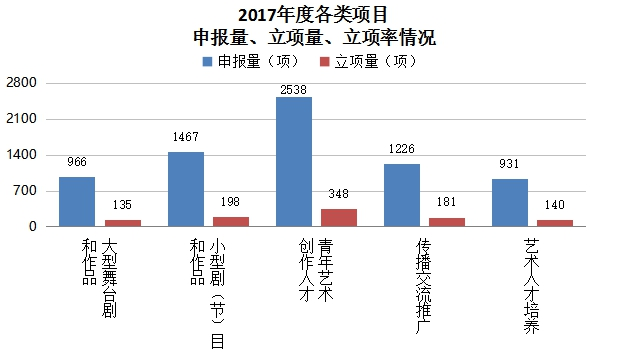 2017年度各类项目
申报量、立项量、立项率情况
申报量（项） 立项量（项）
2800
2100
1400
700
0
966
135
1467
198
2538
348
1226
181
931
140
大型舞台剧
和作品
小型剧（节）目
和作品
青年艺术
创作人才
传播交流推广
艺术人才培养